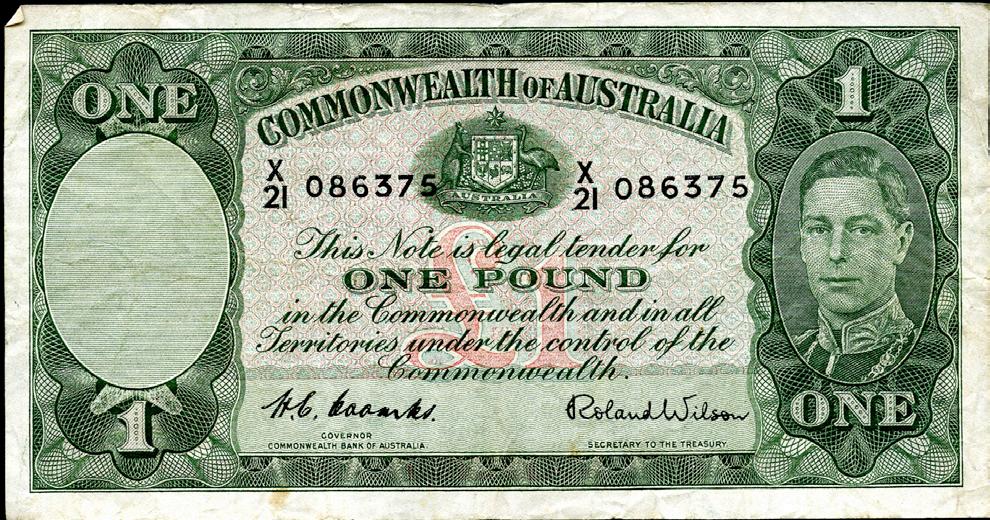 ONE
1
COMMONWEALTH OF AUSTRALIA
X/21 086375
X/21 086375
AUSTRALIA
This Note is legal tender for
£1
ONE POUND
in the Commonwealth and in all
Territories under the control of the
Commonwealth.
H.C. Coombs.
Roland Wilson
GOVERNOR
COMMONWEALTH BANK OF AUSTRALIA.
SECRETARY TO THE TREASURY.
1
ONE